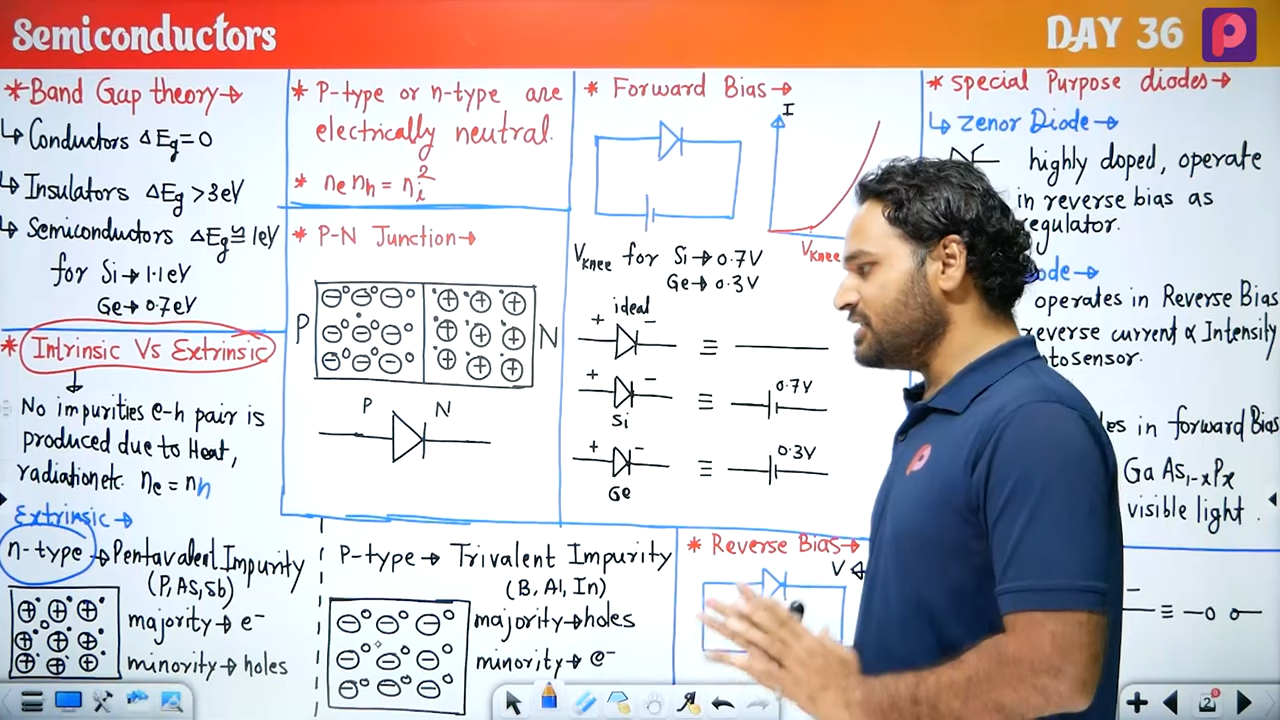 Semiconductors
DAY 36
* Band Gap theory→
↳ Conductors ΔEg=0
↳ Insulators ΔEg >3eV
↳ Semiconductors ΔEg≅1eV
for Si→1.1eV
Ge→0.7eV
* Intrinsic Vs Extrinsic
No impurities e-h pair is
produced due to Heat,
radiation etc. ne = nh
Extrinsic→
n-type → Pentavalent Impurity
(P, As, Sb)
majority→ e⁻
minority→ holes
* P-type or n-type are
electrically neutral.
* ne nh = ni²
* P-N Junction→
P N
P N
P-type → Trivalent Impurity
(B, Al, In)
majority→holes
minority→ e⁻
* Forward Bias→
I
VKnee
VKnee for Si→0.7V
Ge→0.3V
ideal
+ - ≡
+ - ≡ 0.7V
Si
+ - ≡ 0.3V
Ge
* Reverse Bias→
V
* special Purpose diodes→
↳ Zenor Diode→
highly doped, operate
in reverse bias as
regulator.
ode→
operates in Reverse Bias
reverse current ∝ Intensity
toSensor.
es in forward Bias
Ga As1-xPx
visible light.
- ≡ -o o-
2